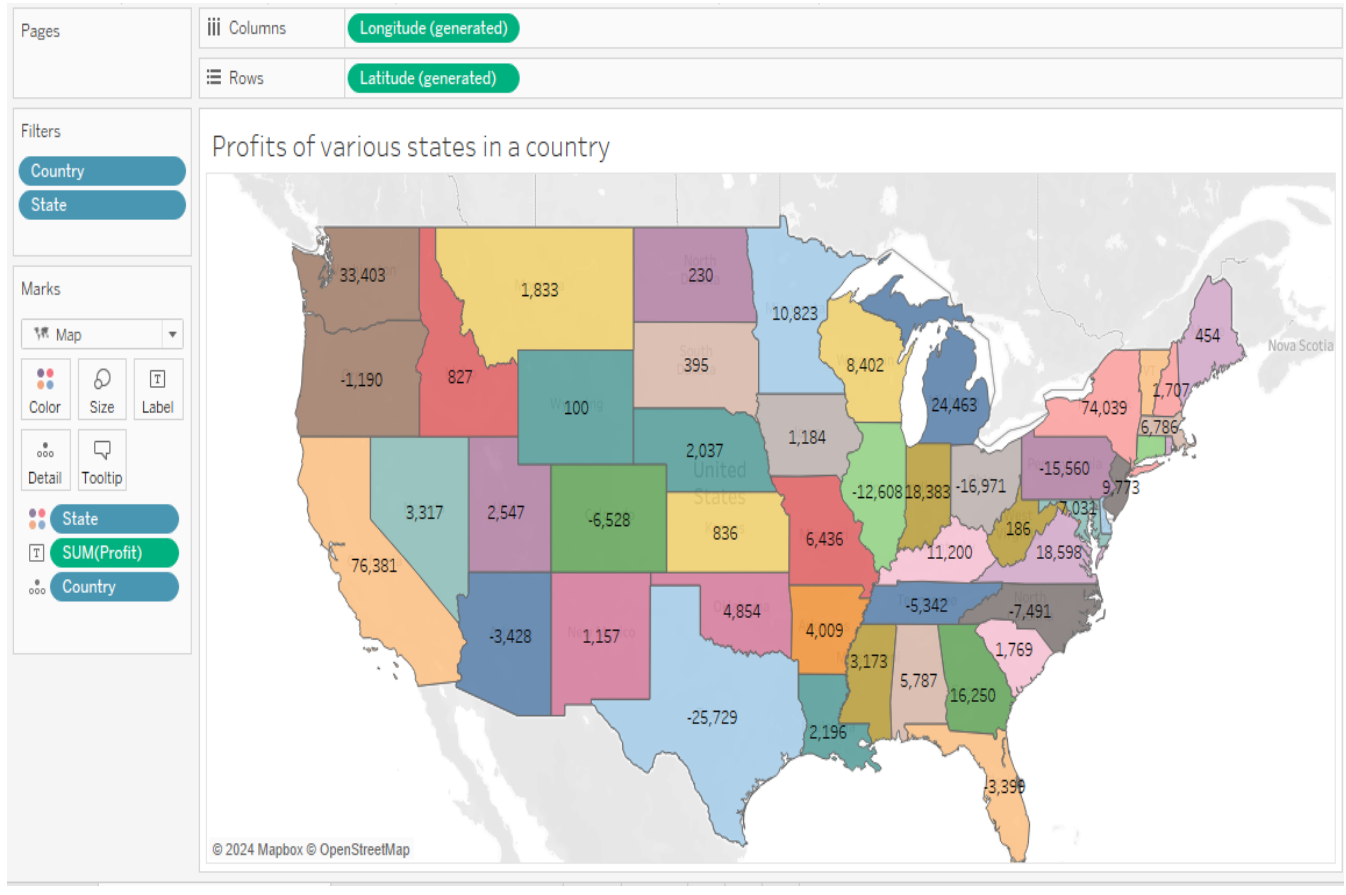 Pages
Columns
Longitude (generated)
Rows
Latitude (generated)
Filters
Country
State
Marks
Map
Color
Size
Label
Detail
Tooltip
State
SUM(Profit)
Country
Profits of various states in a country
33,403
1,833
North
230
10,823
454
Nova Scotia
-1,190
827
South
395
8,402
24,463
74,039
1,707
100
1,184
6,786
2,037
United
States
-15,560
9,773
3,317
2,547
-6,528
836
6,436
-12,608
18,383
-16,971
186
7,031
18,598
76,381
11,200
-3,428
1,157
4,854
4,009
-5,342
North
-7,491
3,173
5,787
16,250
1,769
-25,729
2,196
-3,399
© 2024 Mapbox © OpenStreetMap